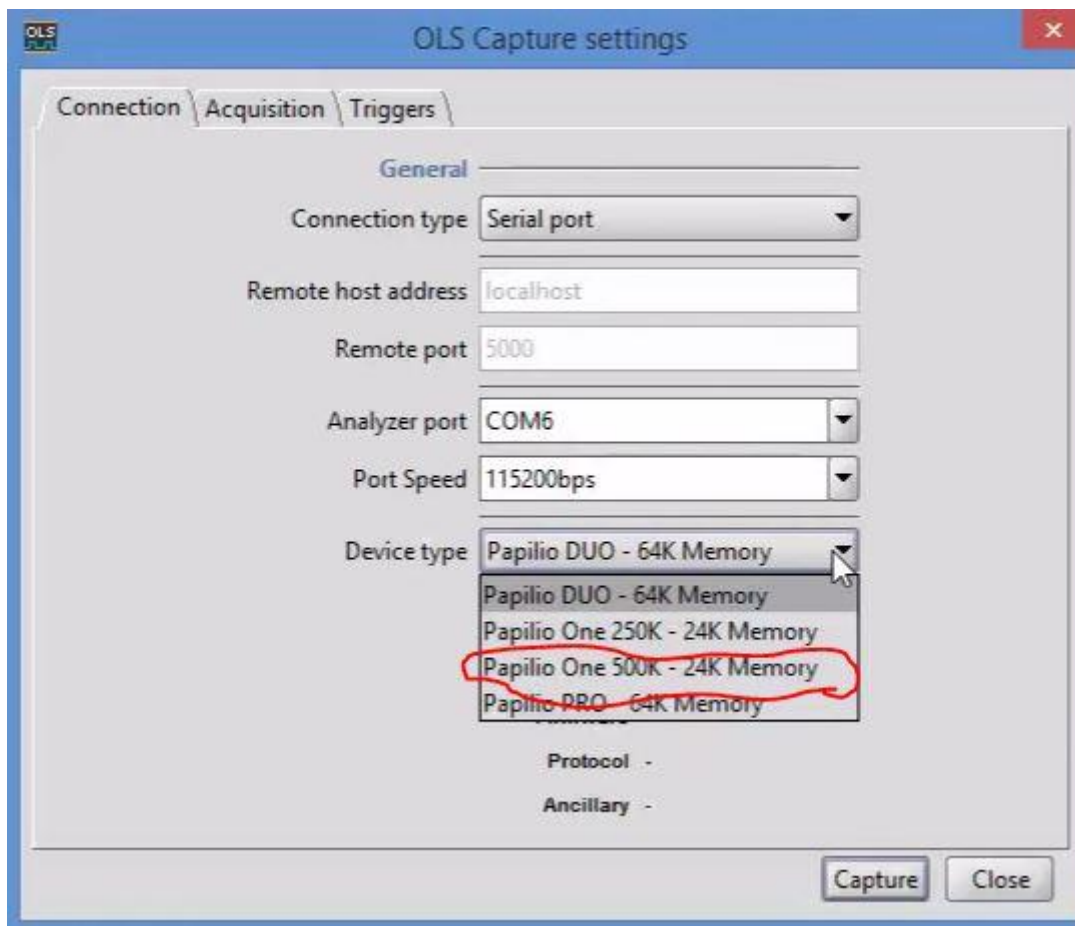 OLS
OLS Capture settings
Connection Acquisition Triggers
General
Connection type Serial port
Remote host address localhost
Remote port 5000
Analyzer port COM6
Port Speed 115200bps
Device type Papilio DUO - 64K Memory
Papilio DUO - 64K Memory
Papilio One 250K - 24K Memory
Papilio One 500K - 24K Memory
Papilio PRO - 64K Memory
Protocol -
Ancillary -
Capture Close